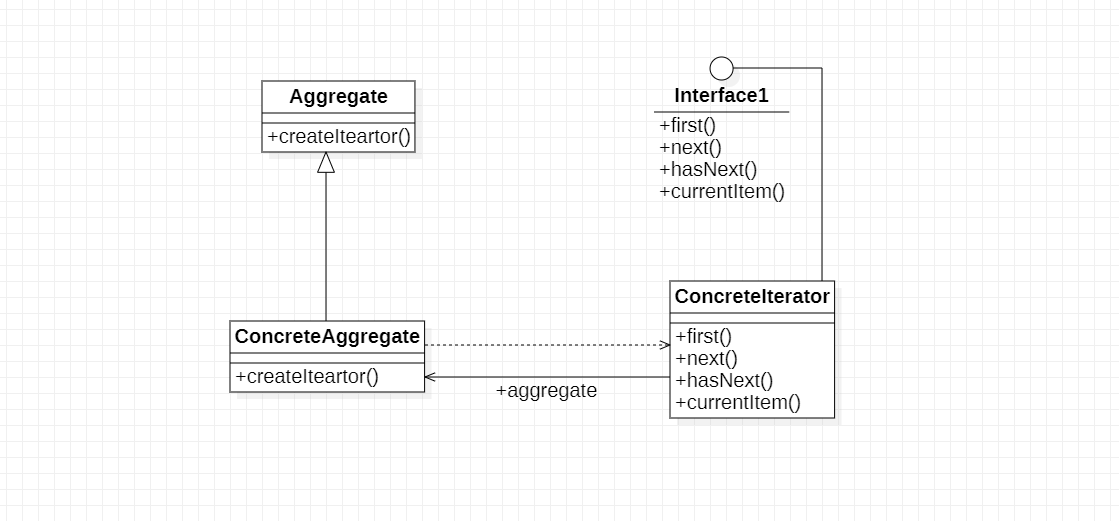 Aggregate
+createIteartor()
Interface1
+first()
+next()
+hasNext()
+currentItem()
ConcreteAggregate
+createIteartor()
+aggregate
ConcreteIterator
+first()
+next()
+hasNext()
+currentItem()